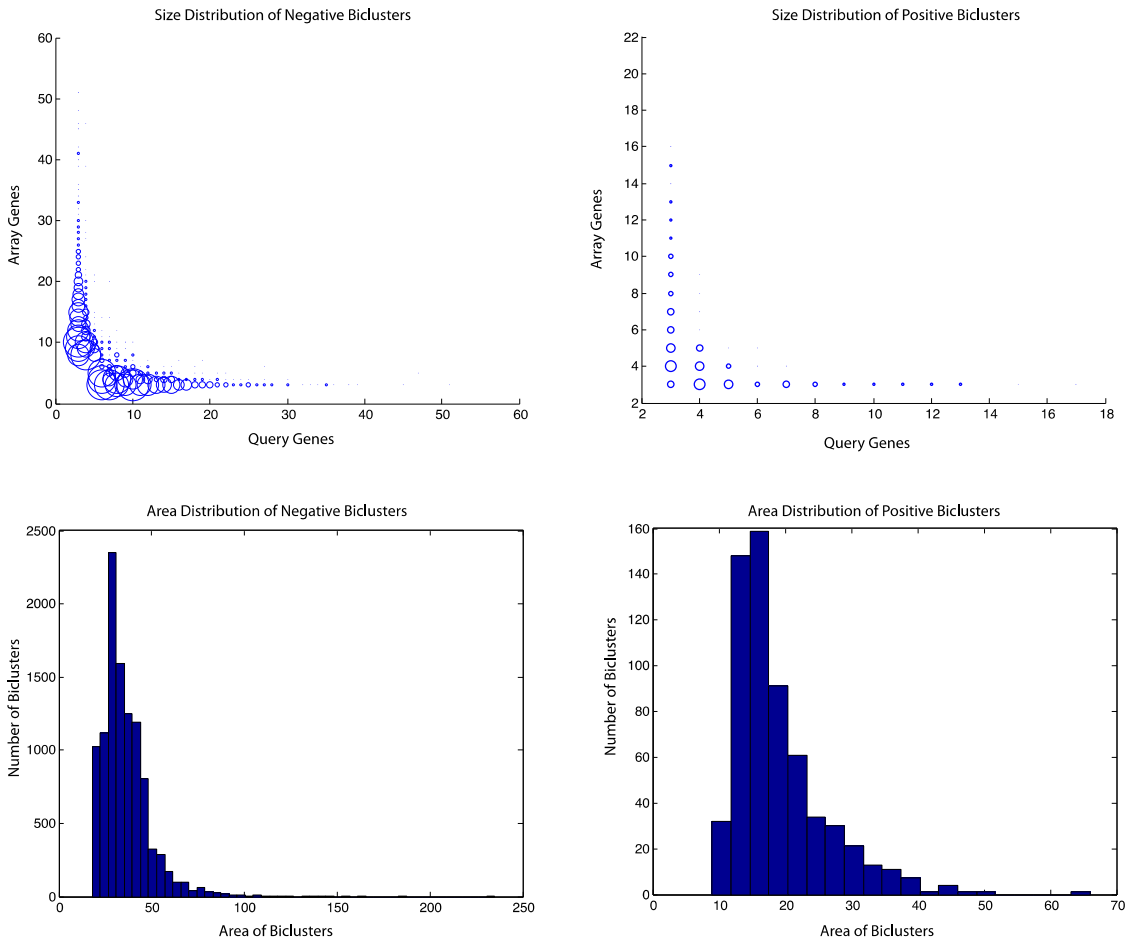 Size Distribution of Negative Biclusters
60
50
40
30
20
10
0
Array Genes
0 10 20 30 40 50 60
Query Genes
Size Distribution of Positive Biclusters
22
20
18
16
14
12
10
8
6
4
2
Array Genes
2 4 6 8 10 12 14 16 18
Query Genes
Area Distribution of Negative Biclusters
2500
2000
1500
1000
500
0
Number of Biclusters
0 50 100 150 200 250
Area of Biclusters
Area Distribution of Positive Biclusters
160
140
120
100
80
60
40
20
0
Number of Biclusters
0 10 20 30 40 50 60 70
Area of Biclusters